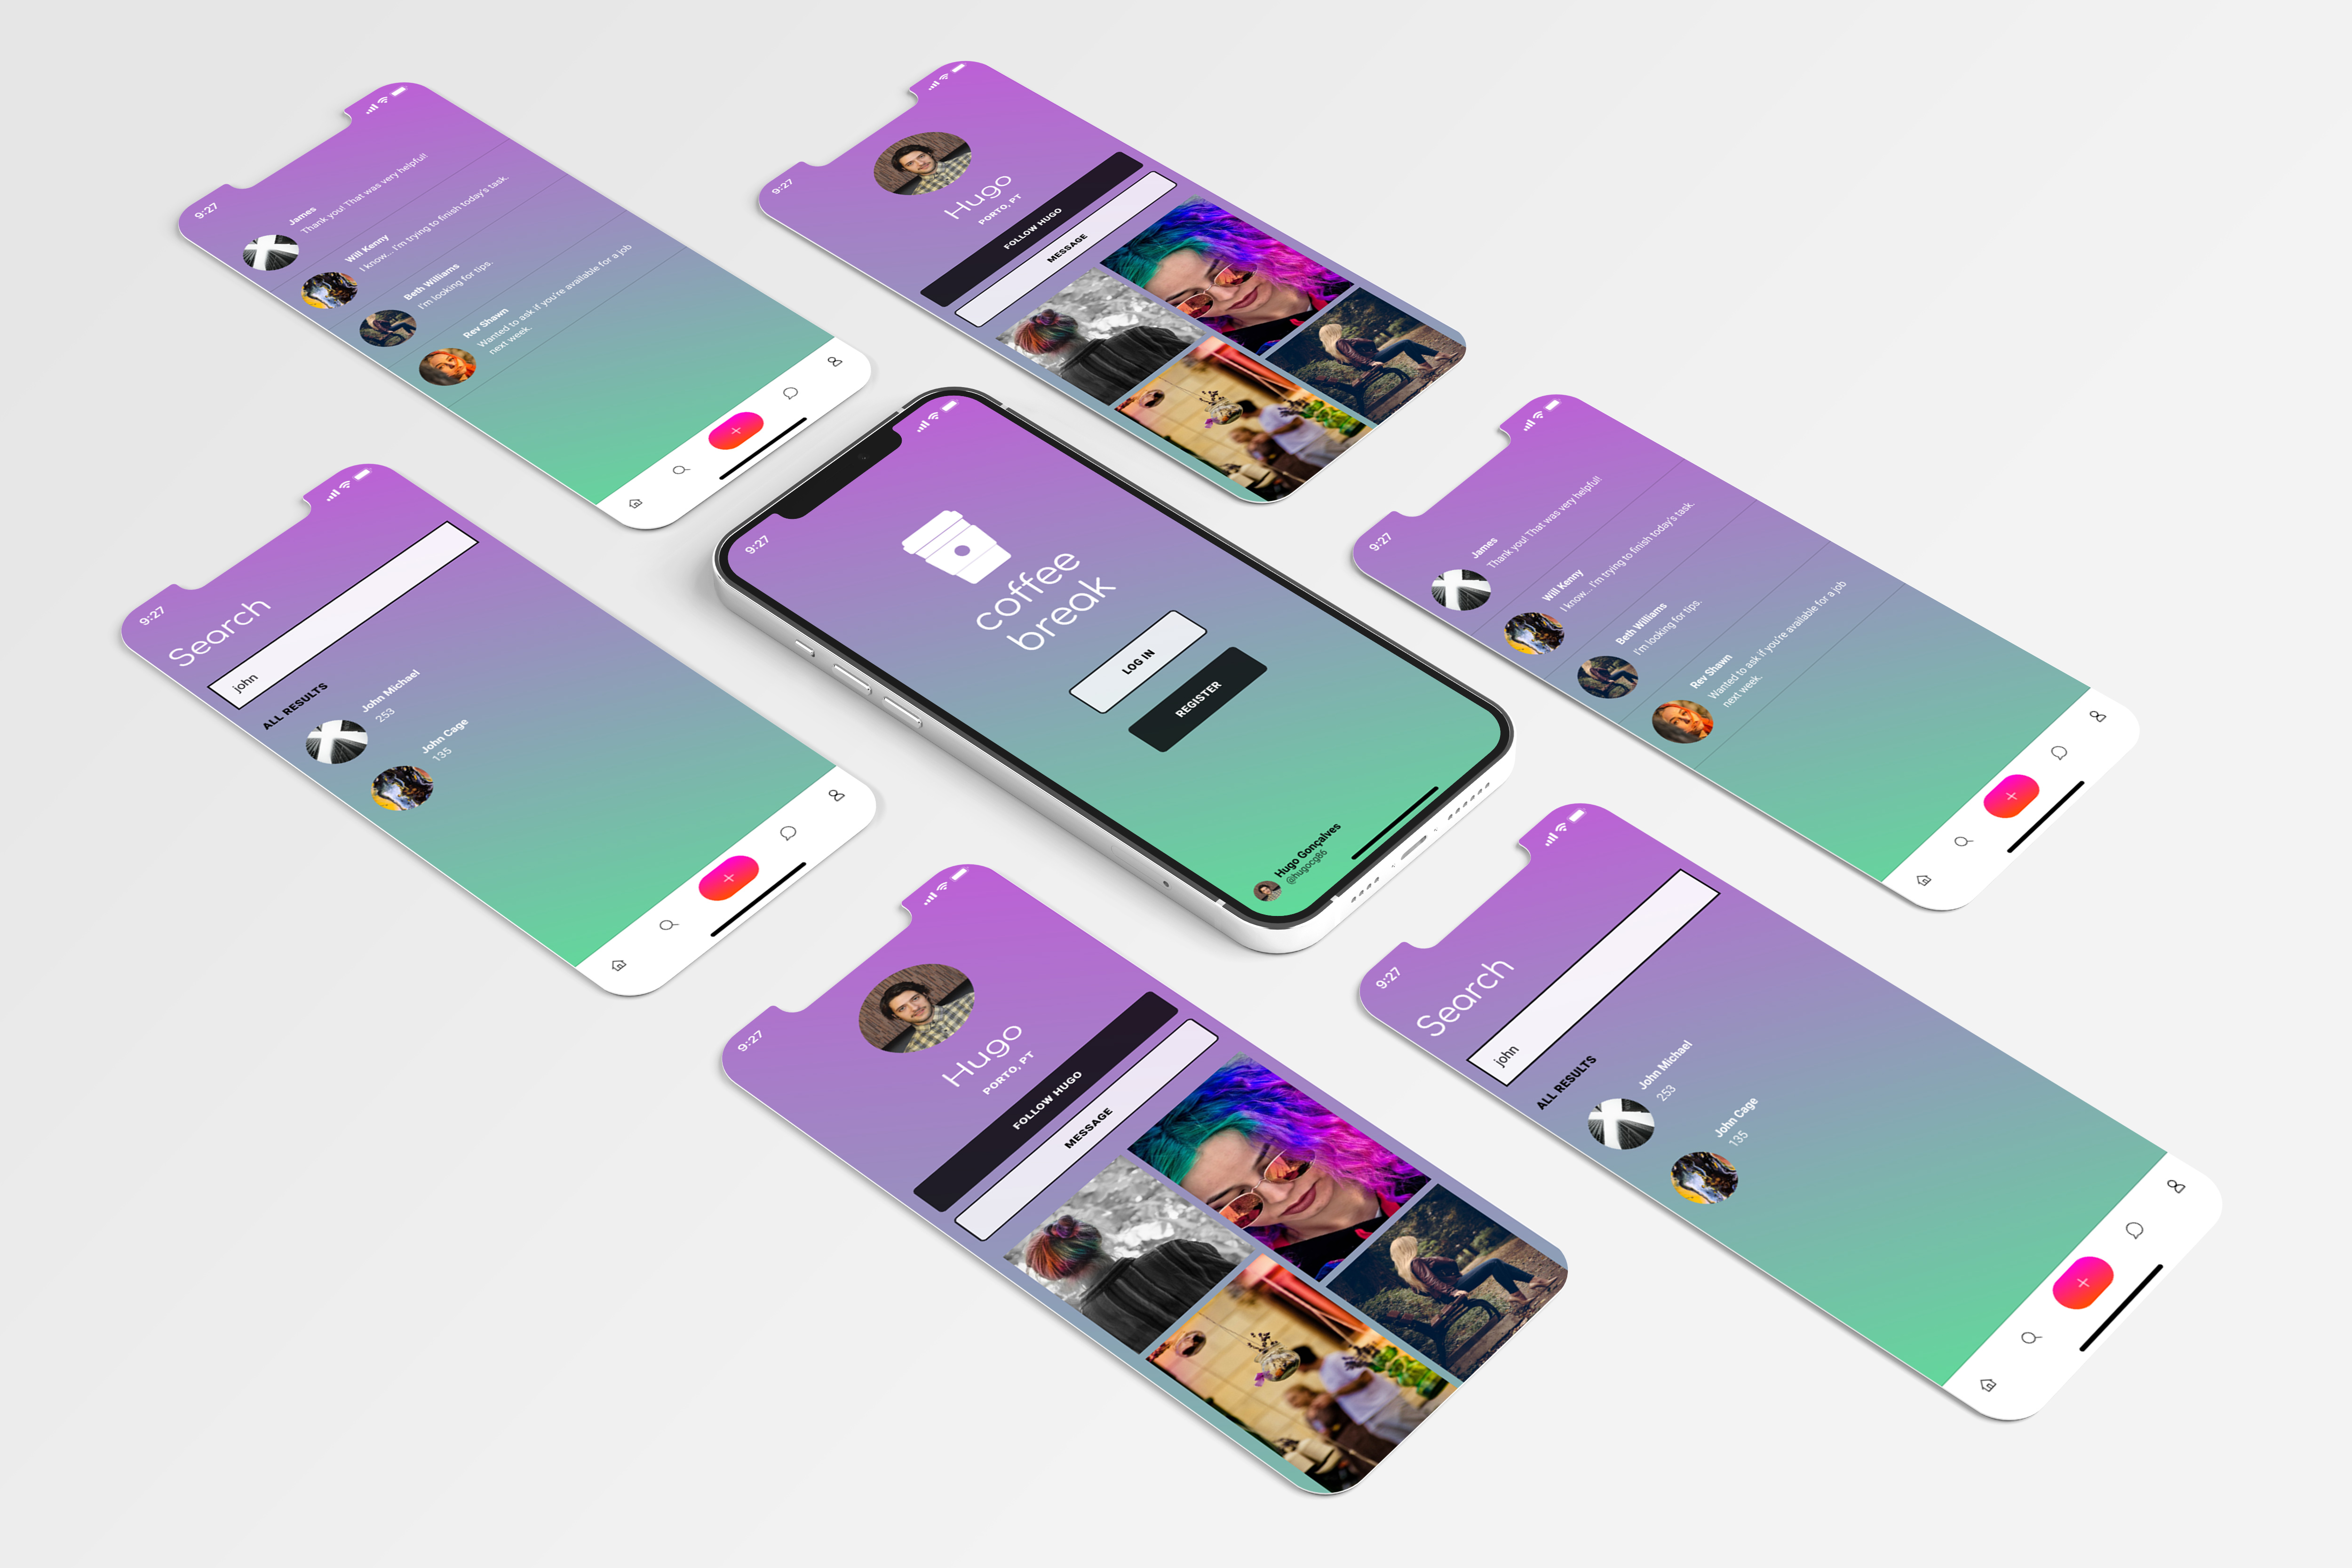 9:27
James
Thank you! That was very helpful!
Will Kenny
I know... I'm trying to finish today's task.
Beth Williams
I'm looking for tips.
Rev Shawn
Wanted to ask if you're available for a job
next week.
9:27
Hugo
PORTO, PT
FOLLOW HUGO
MESSAGE
9:27
Search
john
ALL RESULTS
John Michael
253
John Cage
135
9:27
coffee
break
LOG IN
REGISTER
Hugo Gonçalves
@hugocg86
9:27
James
Thank you! That was very helpful!
Will Kenny
I know... I'm trying to finish today's task.
Beth Williams
I'm looking for tips.
Rev Shawn
Wanted to ask if you're available for a job
next week.
9:27
Hugo
PORTO, PT
FOLLOW HUGO
MESSAGE
9:27
Search
john
ALL RESULTS
John Michael
253
John Cage
135